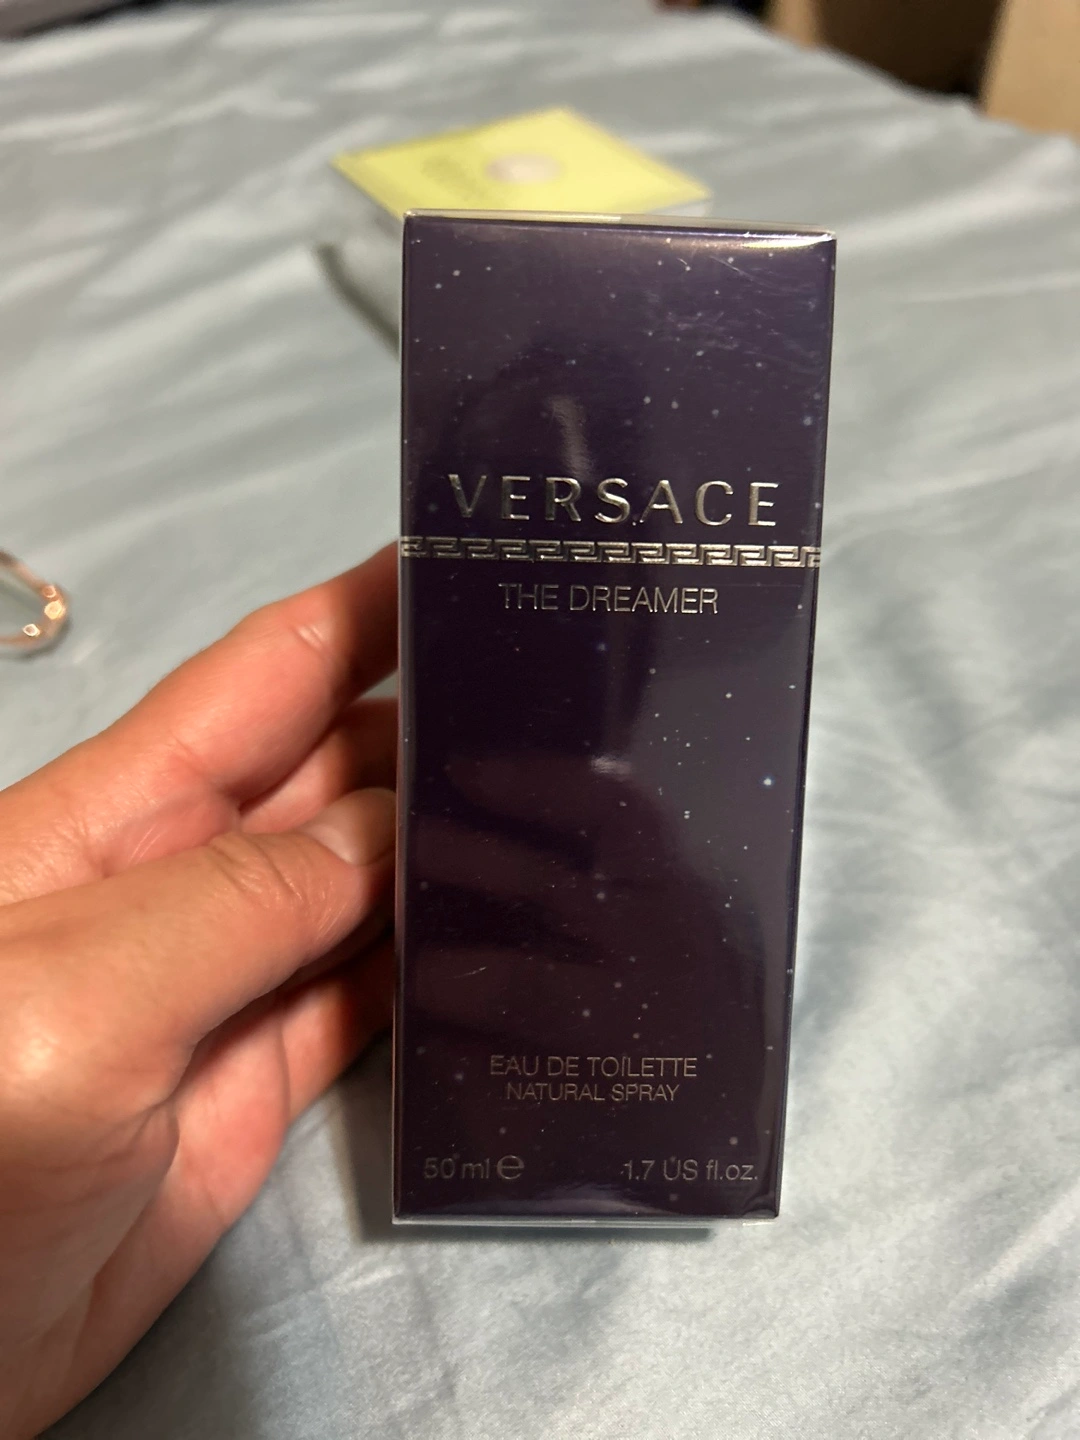 VERSACE
THE DREAMER
EAU DE TOILETTE
NATURAL SPRAY
50 ml e 1.7 US fl.oz.